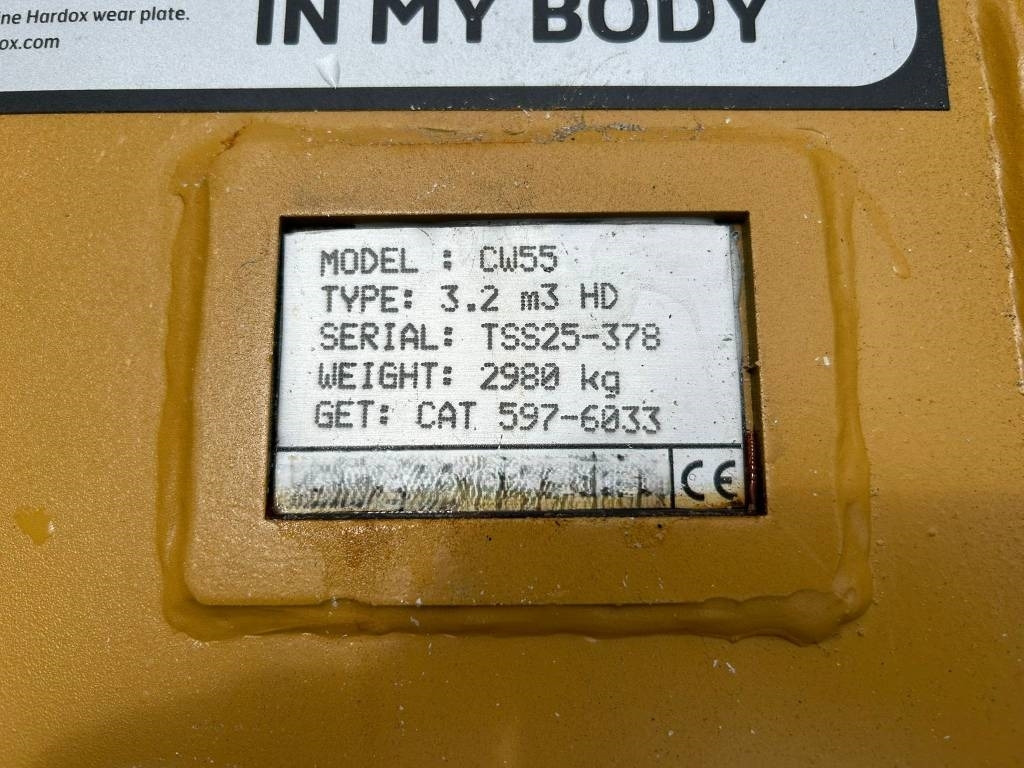 ine Hardox wear plate.
ox.com
IN MY BODY
MODEL : CW55
TYPE: 3.2 m3 HD
SERIAL: TSS25-378
WEIGHT: 2980 kg
GET: CAT 597-6033
CE